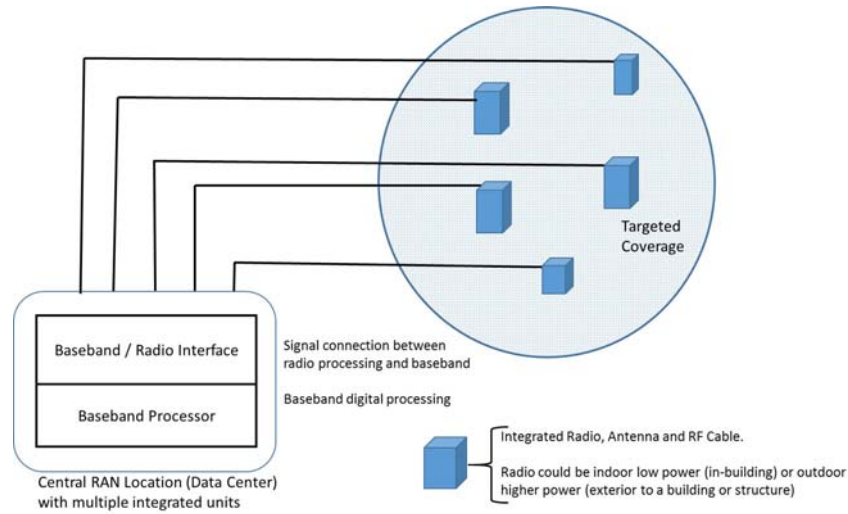 Targeted
Coverage
Baseband / Radio Interface
Signal connection between
radio processing and baseband
Baseband Processor
Baseband digital processing
Central RAN Location (Data Center)
with multiple integrated units
Integrated Radio, Antenna and RF Cable.
Radio could be indoor low power (in-building) or outdoor
higher power (exterior to a building or structure)